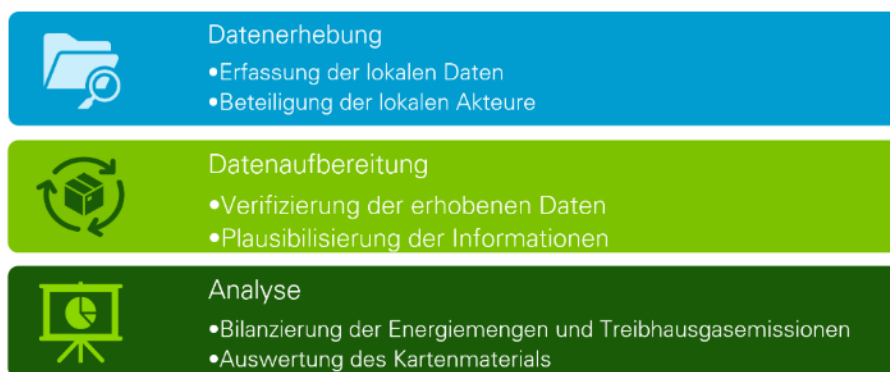 Datenerhebung
•Erfassung der lokalen Daten
•Beteiligung der lokalen Akteure
Datenaufbereitung
•Verifizierung der erhobenen Daten
•Plausibilisierung der Informationen
Analyse
•Bilanzierung der Energiemengen und Treibhausgasemissionen
•Auswertung des Kartenmaterials